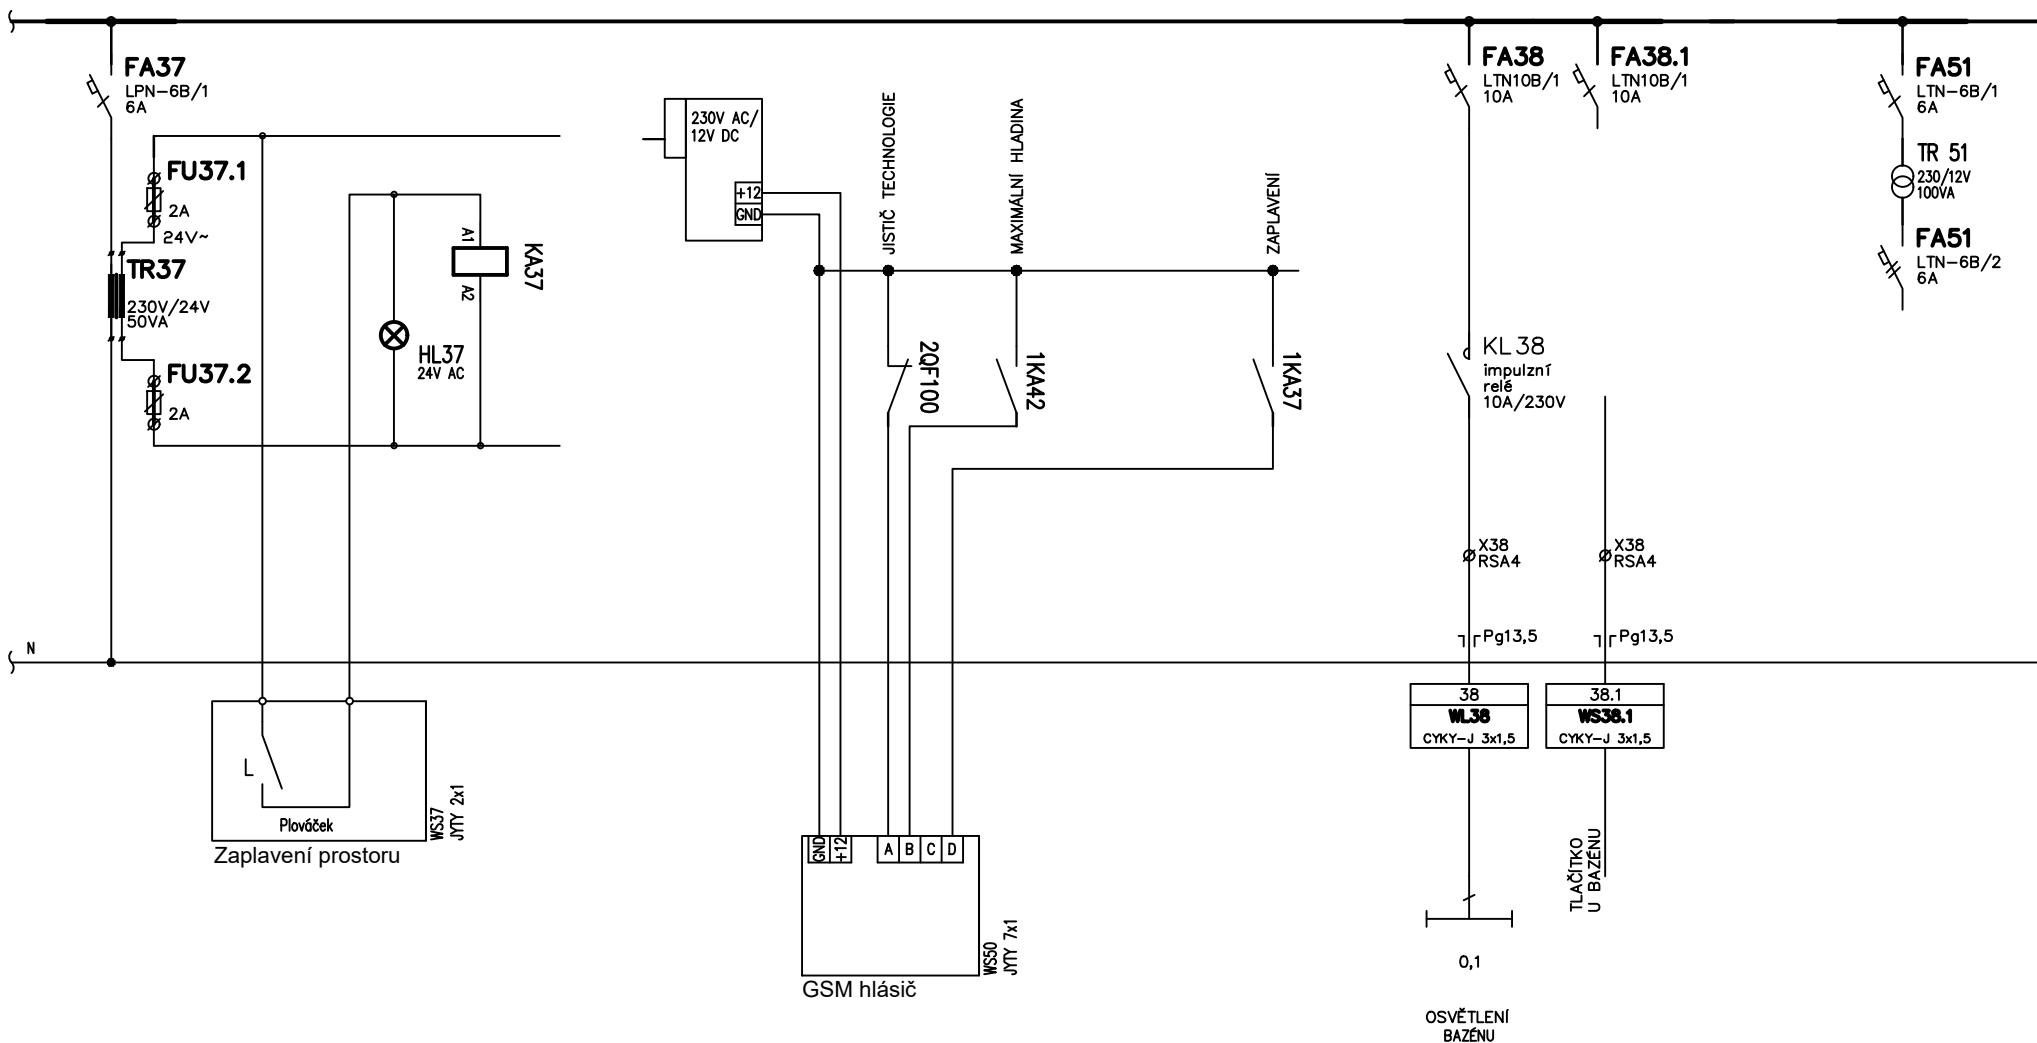 FA37
LPN-6B/1
6A
FU37.1
2A
24V~
TR37
230V/24V
50VA
FU37.2
2A
A1
A2
KA37
HL37
24V AC
230V AC/
12V DC
+12
GND
JISTIČ TECHNOLOGIE
MAXIMÁLNÍ HLADINA
ZAPLAVENÍ
2QF100
1KA42
1KA37
FA38
LTN10B/1
10A
FA38.1
LTN10B/1
10A
FA51
LTN-6B/1
6A
TR 51
230/12V
100VA
FA51
LTN-6B/2
6A
KL38
impulzní
relé
10A/230V
X38
RSA4
X38
RSA4
Pg13,5
Pg13,5
N
38
WL38
CYKY-J 3x1,5
38.1
WS38.1
CYKY-J 3x1,5
L
Plováček
WS37
JYTY 2x1
Zaplavení prostoru
GND
+12
A
B
C
D
WS50
JYTY 7x1
GSM hlásič
TLAČÍTKO
U BAZÉNU
0,1
OSVĚTLENÍ
BAZÉNU